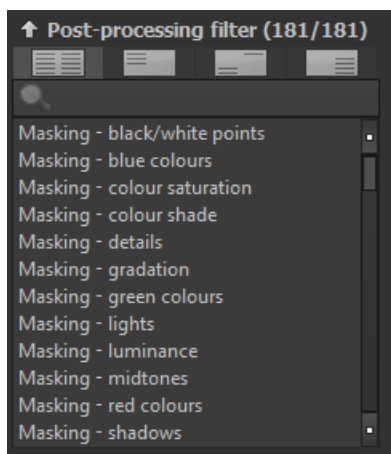 Post-processing filter (181/181)
Masking - black/white points
Masking - blue colours
Masking - colour saturation
Masking - colour shade
Masking - details
Masking - gradation
Masking - green colours
Masking - lights
Masking - luminance
Masking - midtones
Masking - red colours
Masking - shadows